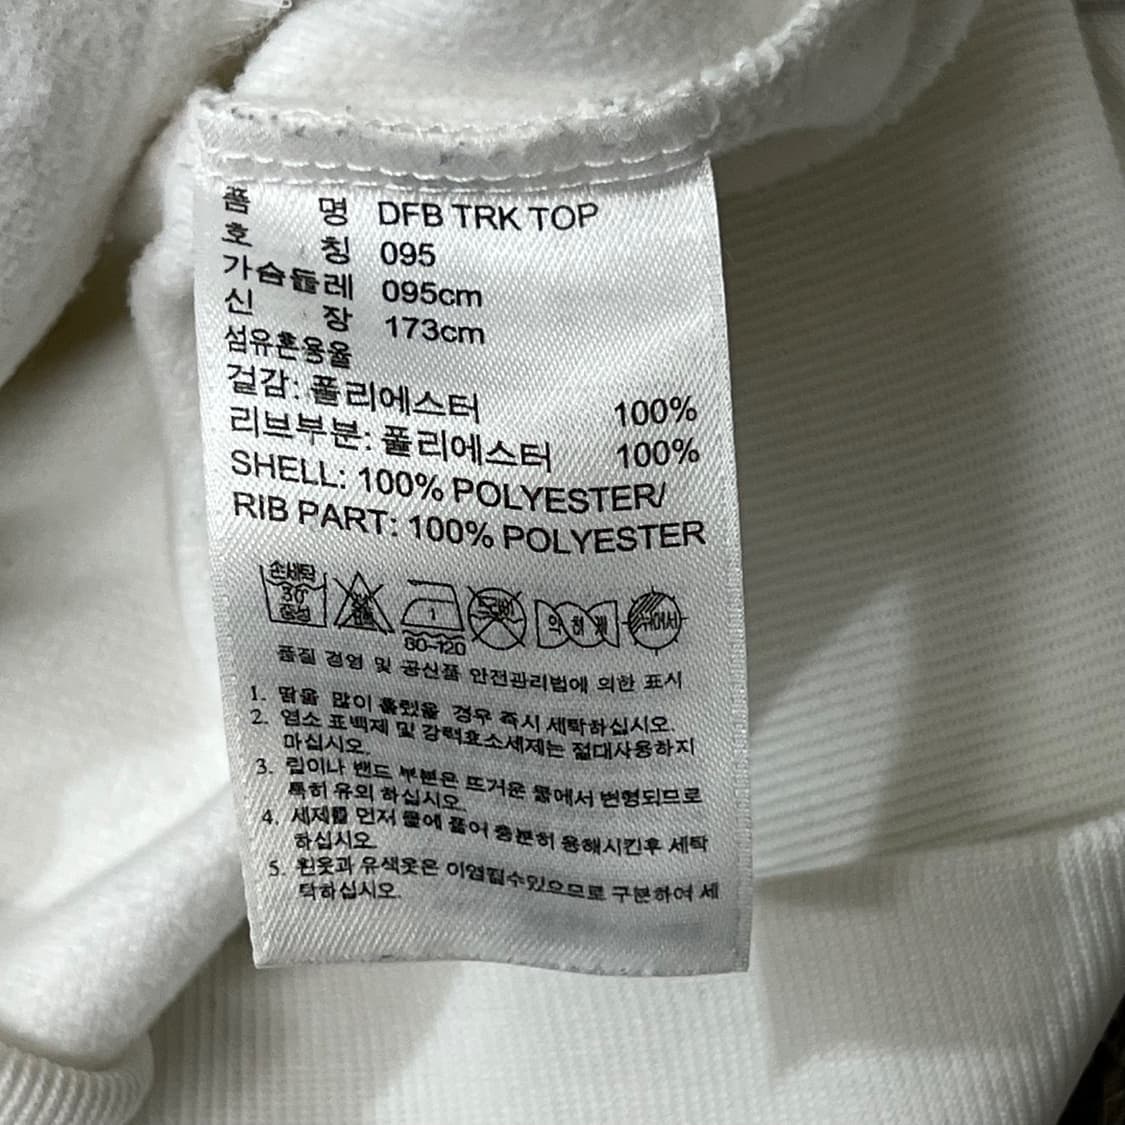 품 명 DFB TRK TOP
호 칭 095
가슴둘레 095cm
신 장 173cm
섬유혼용율
겉감: 폴리에스터 100%
리브부분: 폴리에스터 100%
SHELL: 100% POLYESTER/
RIB PART: 100% POLYESTER
손세탁
30°
중성
1
80-120
드라이
약하게
뉘어서
품질 경영 및 공산품 안전관리법에 의한 표시
1. 땀을 많이 흘렸을 경우 즉시 세탁하십시오.
2. 염소 표백제 및 강력효소세제는 절대사용하지
마십시오.
3. 립이나 밴드 부분은 뜨거운 물에서 변형되므로
특히 유의 하십시오.
4. 세제를 먼저 물에 풀어 충분히 용해시킨후 세탁
하십시오.
5. 흰옷과 유색옷은 이염될수있으므로 구분하여 세
탁하십시오.